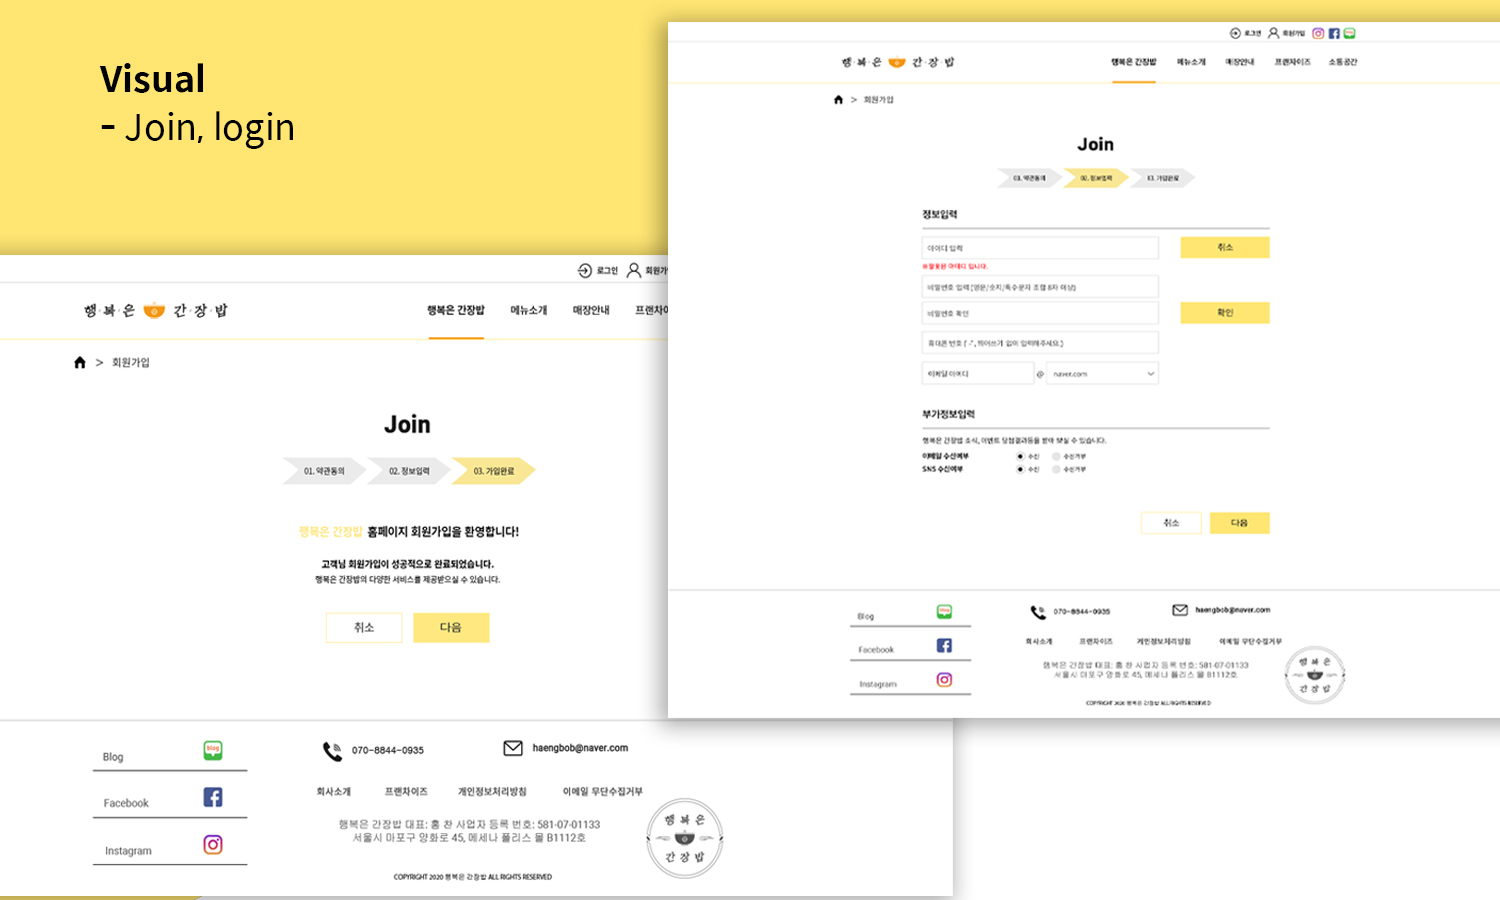 Visual
- Join, login
로그인 회원가
행·복·은 간·장·밥
행복은 간장밥 메뉴소개 매장안내 프랜차이
> 회원가입
Join
01. 약관동의 02. 정보입력 03. 가입완료
행복은 간장밥 홈페이지 회원가입을 환영합니다!
고객님 회원가입이 성공적으로 완료되었습니다.
행복은 간장밥의 다양한 서비스를 제공받으실 수 있습니다.
취소 다음
Blog
blog
Facebook
Instagram
070-8844-0935 haengbob@naver.com
회사소개 프랜차이즈 개인정보처리방침 이메일 무단수집거부
행복은 간장밥 대표: 홍 찬 사업자 등록 번호: 581-07-01133
서울시 마포구 양화로 45, 메세나 폴리스 몰 B1112호
행복은
간장밥
COPYRIGHT 2020 행복은 간장밥 ALL RIGHTS RESERVED
로그인 회원가입
행·복·은 간·장·밥
행복은 간장밥 메뉴소개 매장안내 프랜차이즈 소통공간
> 회원가입
Join
02. 정보입력 03. 가입완료
정보입력
아이디 입력 취소
※잘못된 아이디 입니다.
비밀번호 입력(영문/숫자/특수문자 조합 8자 이상)
비밀번호 확인 확인
휴대폰 번호 ( '-', 띄어쓰기 없이 입력해주세요.)
이메일 아이디 @ naver.com
부가정보입력
행복은 간장밥 소식, 이벤트 당첨결과등을 받아 보실 수 있습니다.
이메일 수신여부 수신 수신거부
SNS 수신여부 수신 수신거부
취소 다음
Blog
Facebook
Instagram
070-8844-0935 haengbob@naver.com
회사소개 프랜차이즈 개인정보처리방침 이메일 무단수집거부
행복은 간장밥 대표: 홍 찬 사업자 등록 번호: 581-07-01133
서울시 마포구 양화로 45, 메세나 폴리스 몰 B1112호
행복은
간장밥
COPYRIGHT 2020 행복은 간장밥 ALL RIGHTS RESERVED